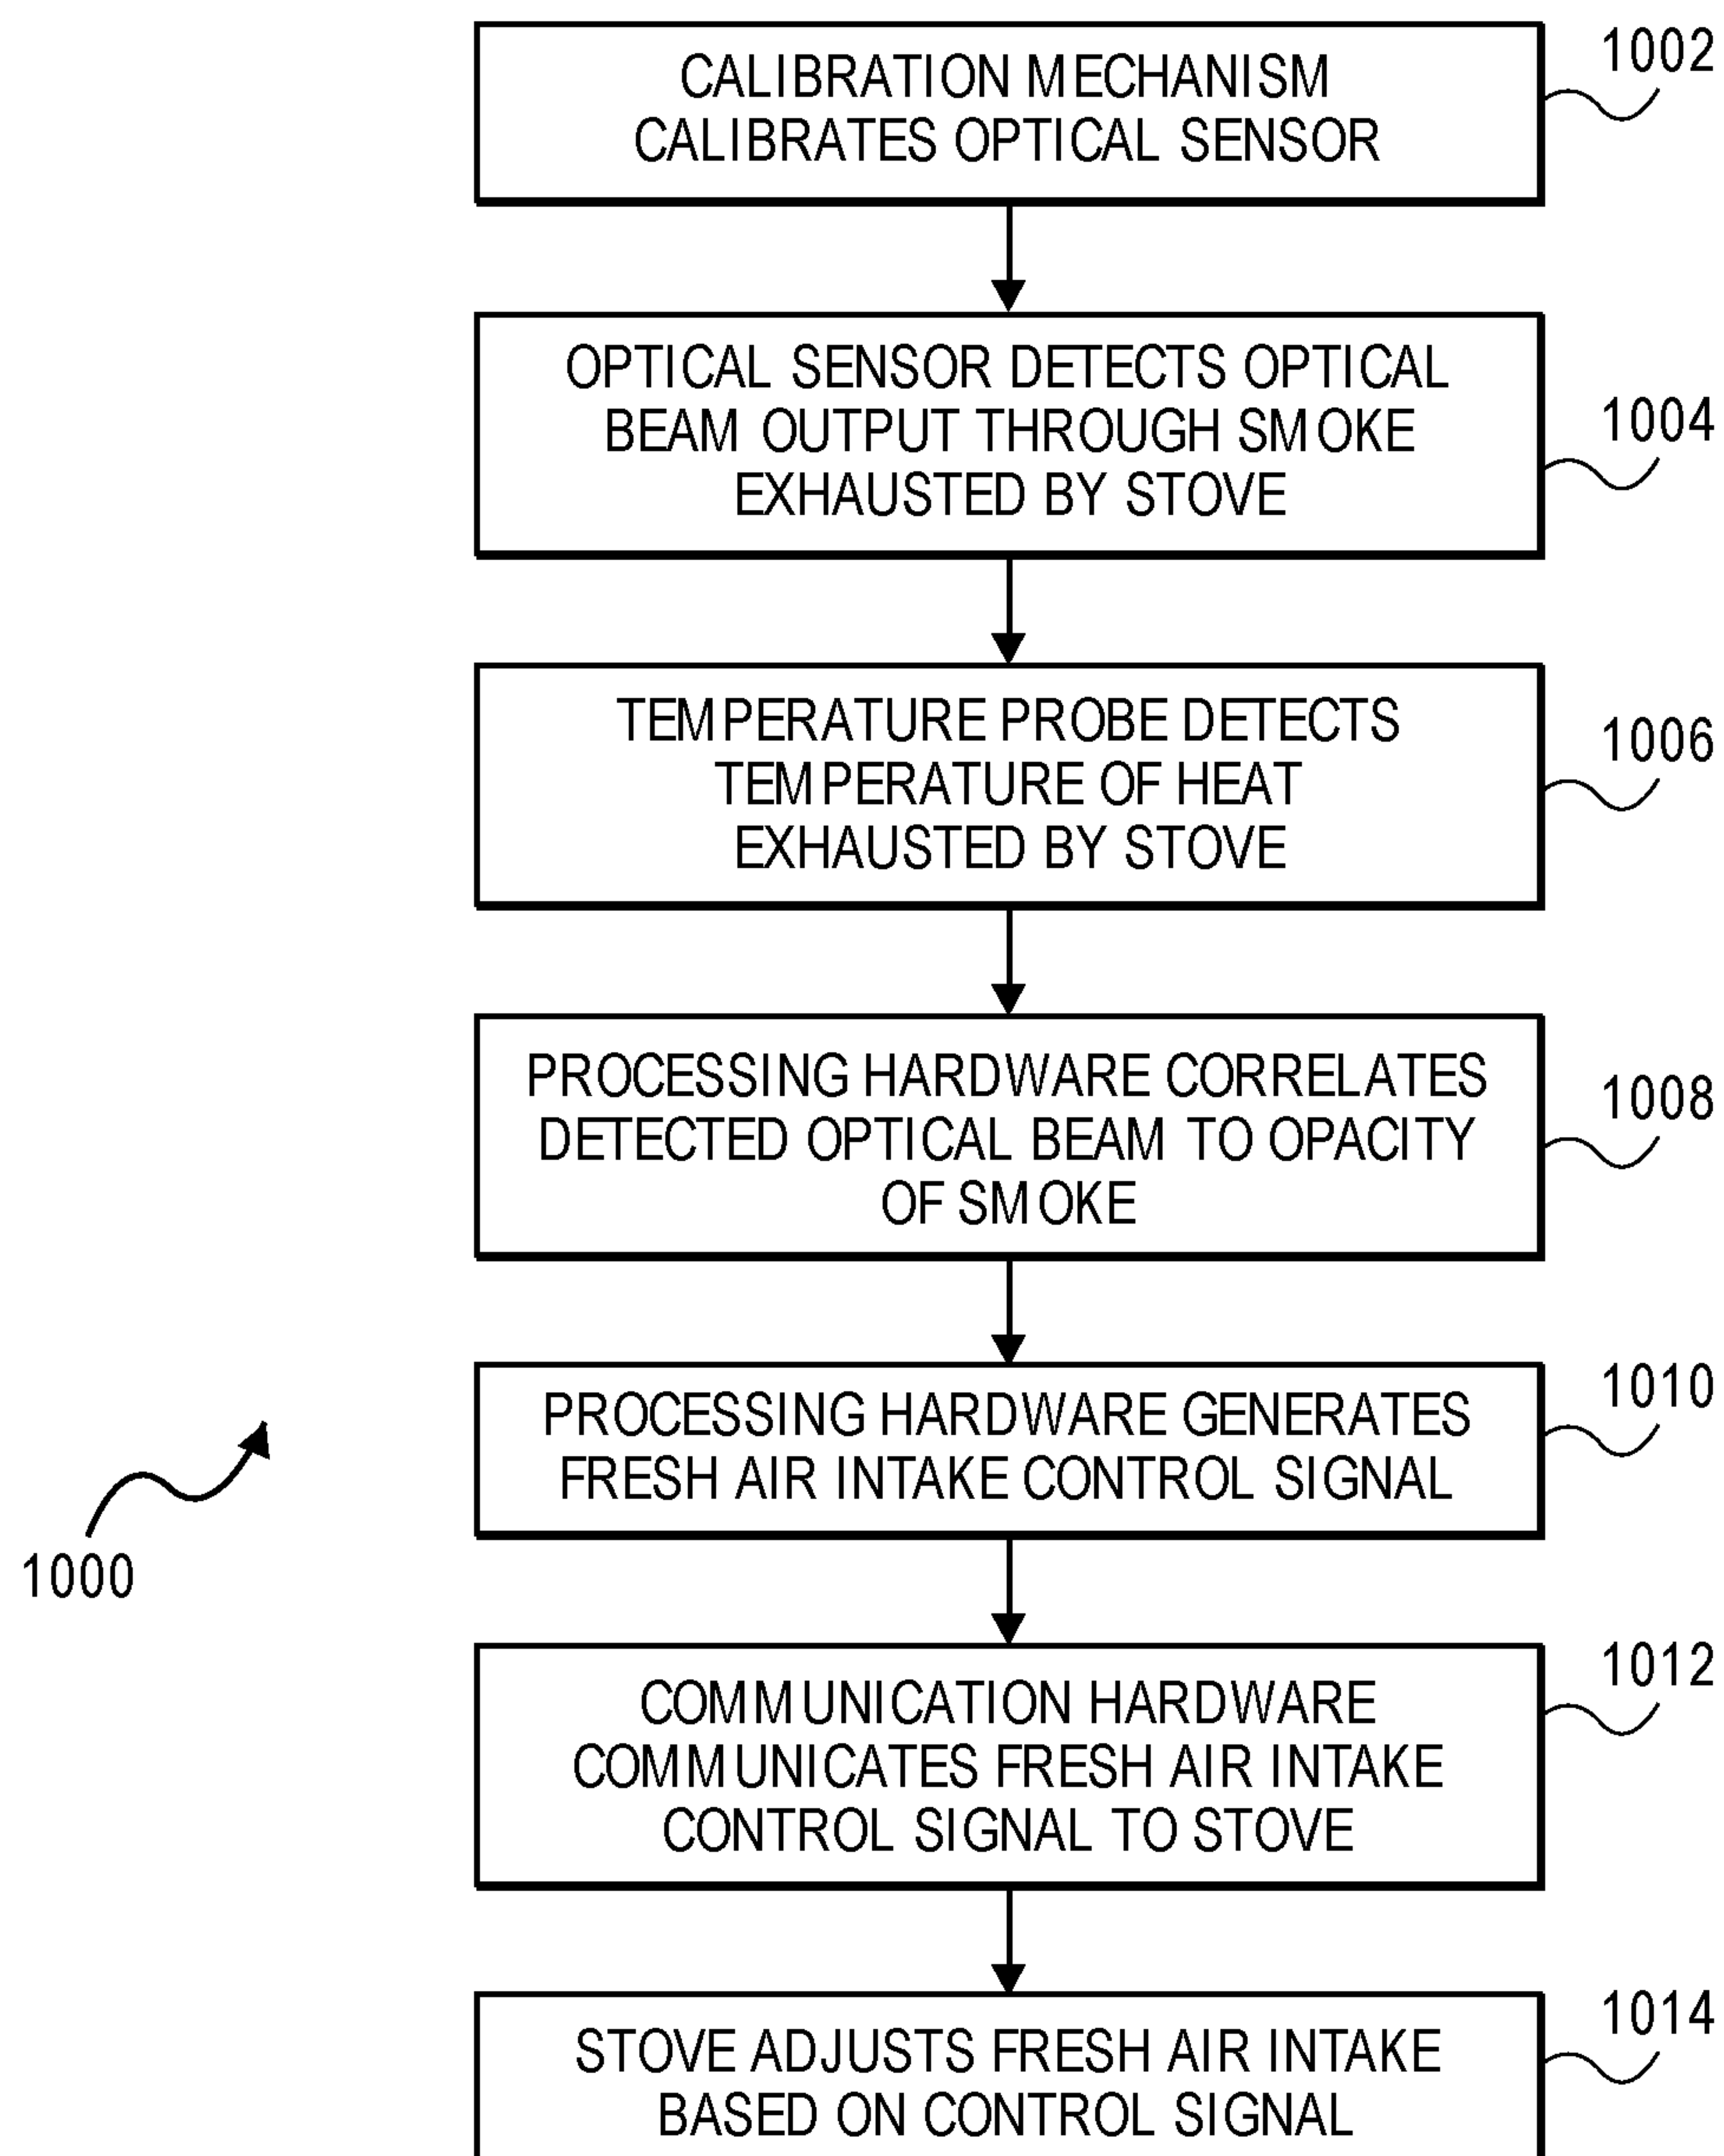 CALIBRATION MECHANISM
CALIBRATES OPTICAL SENSOR
1002
OPTICAL SENSOR DETECTS OPTICAL
BEAM OUTPUT THROUGH SMOKE
EXHAUSTED BY STOVE
1004
TEMPERATURE PROBE DETECTS
TEMPERATURE OF HEAT
EXHAUSTED BY STOVE
1006
PROCESSING HARDWARE CORRELATES
DETECTED OPTICAL BEAM TO OPACITY
OF SMOKE
1008
PROCESSING HARDWARE GENERATES
FRESH AIR INTAKE CONTROL SIGNAL
1010
1000
COMMUNICATION HARDWARE
COMMUNICATES FRESH AIR INTAKE
CONTROL SIGNAL TO STOVE
1012
STOVE ADJUSTS FRESH AIR INTAKE
BASED ON CONTROL SIGNAL
1014